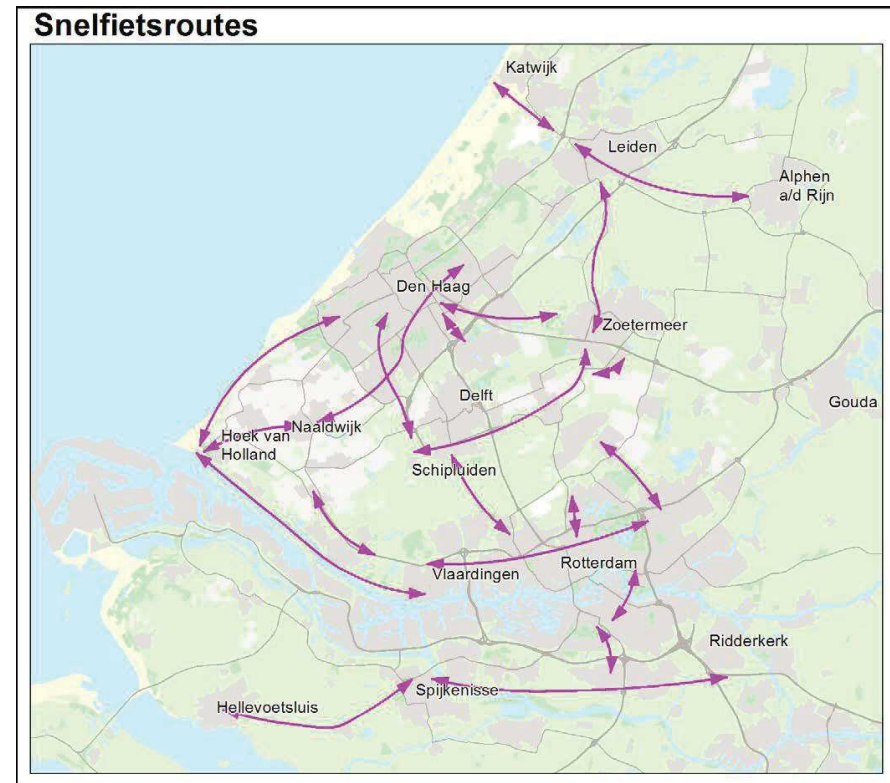 Snelfietsroutes
Katwijk
Leiden
Alphen
a/d Rijn
Den Haag
Zoetermeer
Delft
Gouda
Naaldwijk
Hoek van
Holland
Schipluiden
Vlaardingen
Rotterdam
Ridderkerk
Spijkenisse
Hellevoetsluis